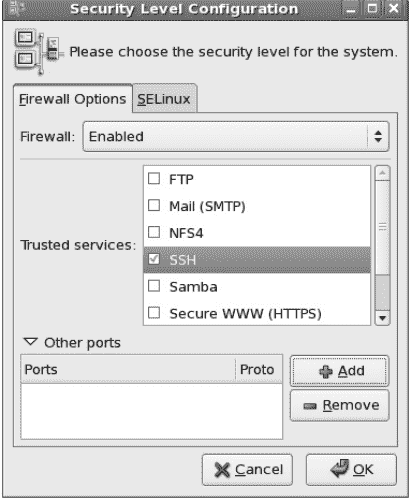 Security Level Configuration
Please choose the security level for the system.
Firewall Options
SELinux
Firewall: Enabled
Trusted services:
FTP
Mail (SMTP)
NFS4
SSH
Samba
Secure WWW (HTTPS)
Other ports
Ports Proto
Add
Remove
Cancel
OK